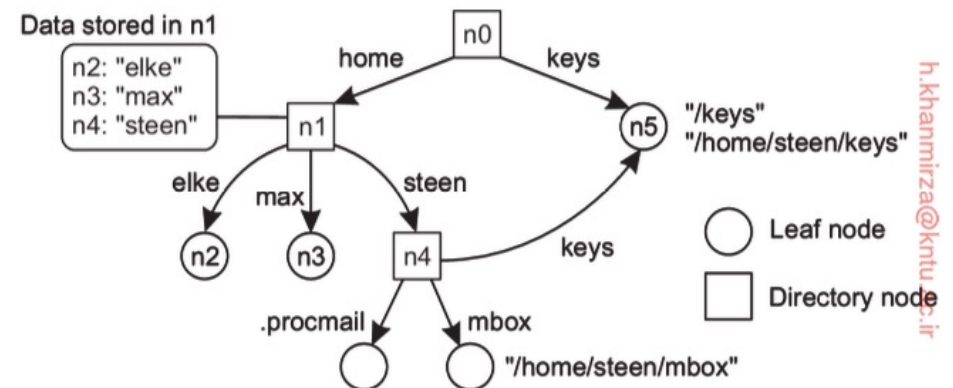 Data stored in n1
n2: "elke"
n3: "max"
n4: "steen"
n0
home
keys
n1
n5
"/keys"
"/home/steen/keys"
elke
max
steen
n2
n3
n4
keys
Leaf node
Directory node
.procmail
mbox
"/home/steen/mbox"
h.khanmirza@kntu.ac.ir